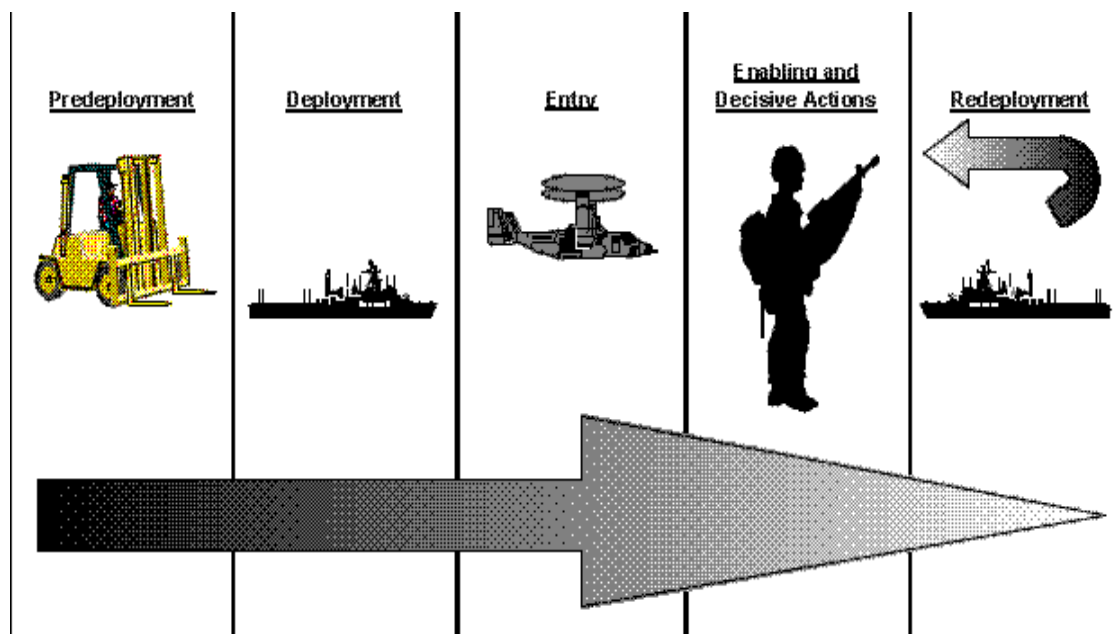 Predeployment
Deployment
Entry
Enabling and
Decisive Actions
Redeployment